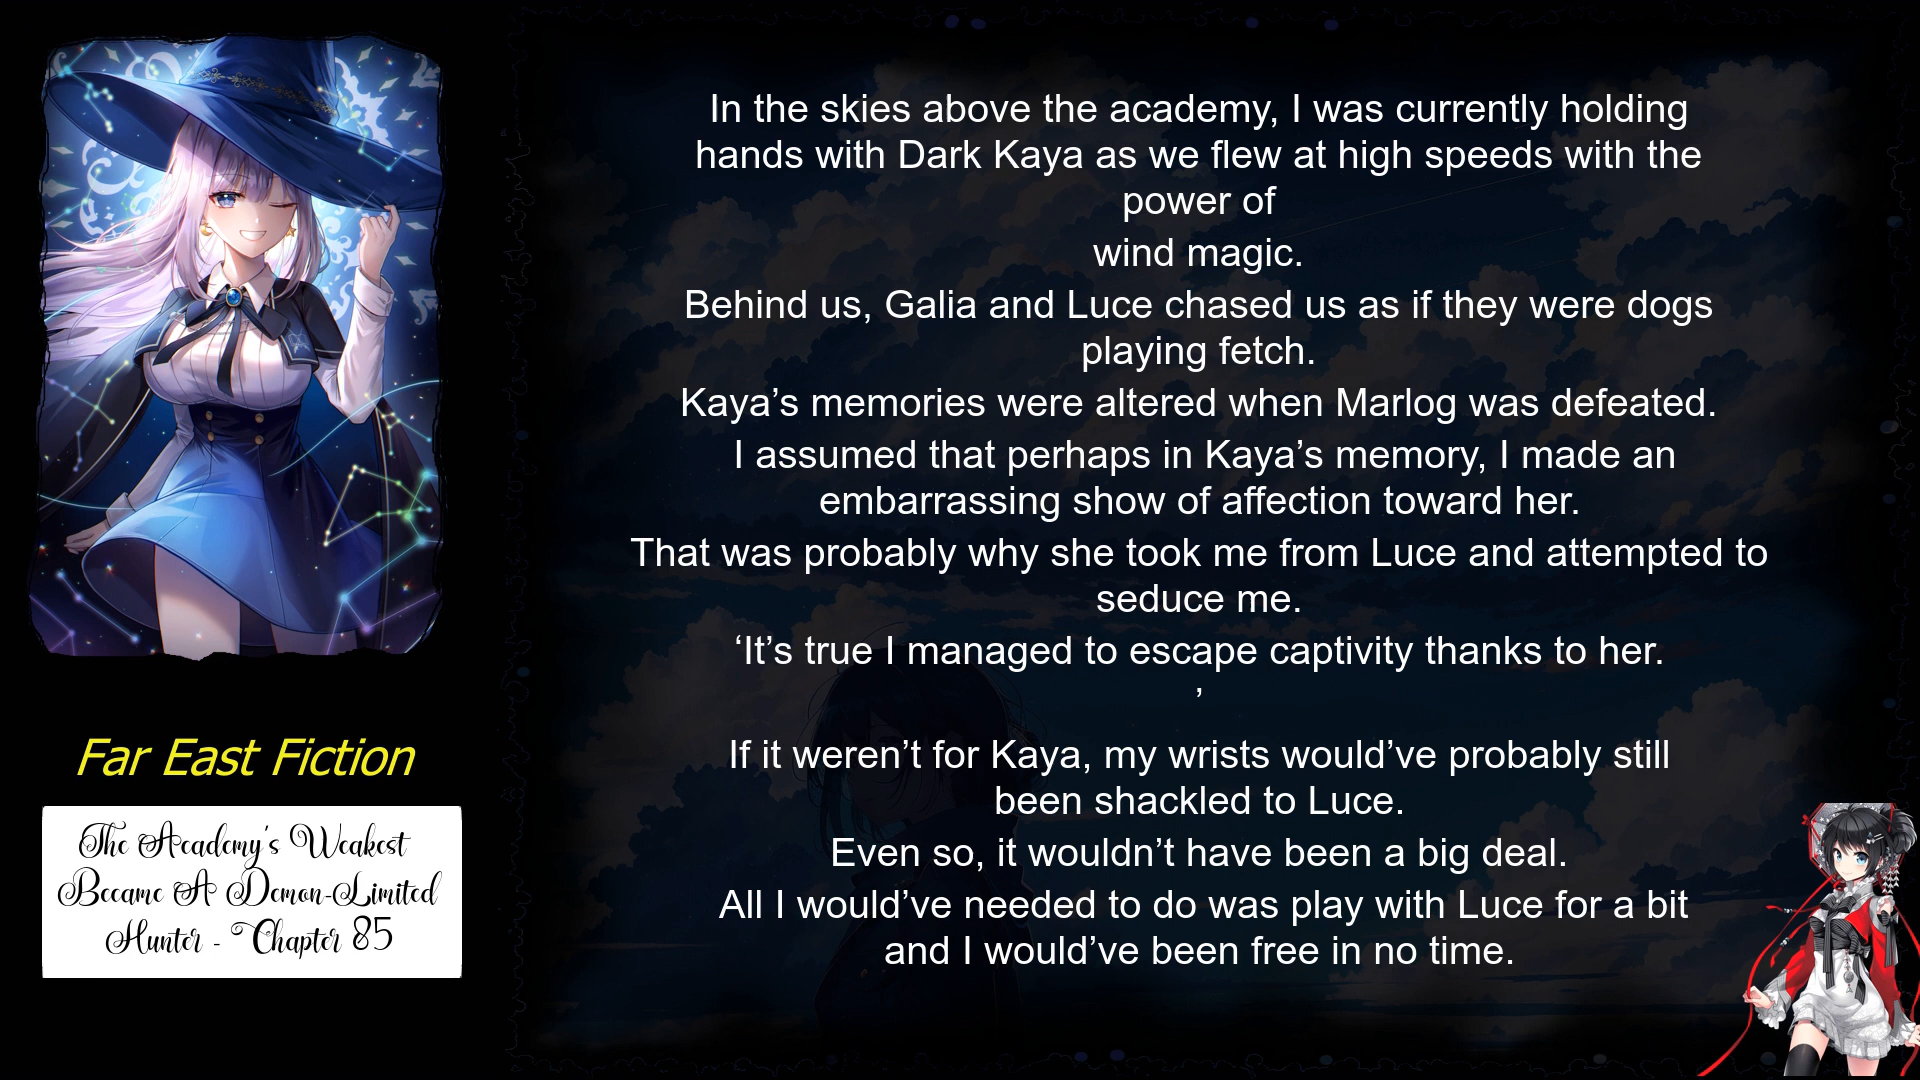 In the skies above the academy, I was currently holding
hands with Dark Kaya as we flew at high speeds with the
power of
wind magic.
Behind us, Galia and Luce chased us as if they were dogs
playing fetch.
Kaya’s memories were altered when Marlog was defeated.
I assumed that perhaps in Kaya’s memory, I made an
embarrassing show of affection toward her.
That was probably why she took me from Luce and attempted to
seduce me.
‘It’s true I managed to escape captivity thanks to her.
’
If it weren’t for Kaya, my wrists would’ve probably still
been shackled to Luce.
Even so, it wouldn’t have been a big deal.
All I would’ve needed to do was play with Luce for a bit
and I would’ve been free in no time.
Far East Fiction
The Academy's Weakest
Became A Demon-Limited
Hunter - Chapter 85